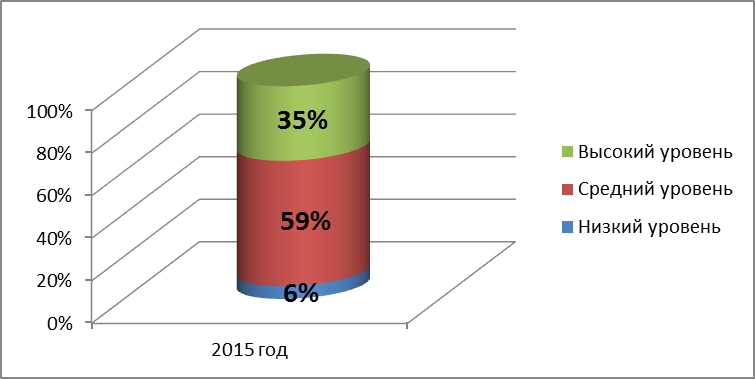 100%
80%
60%
40%
20%
0%
35%
59%
6%
2015 год
Высокий уровень
Средний уровень
Низкий уровень